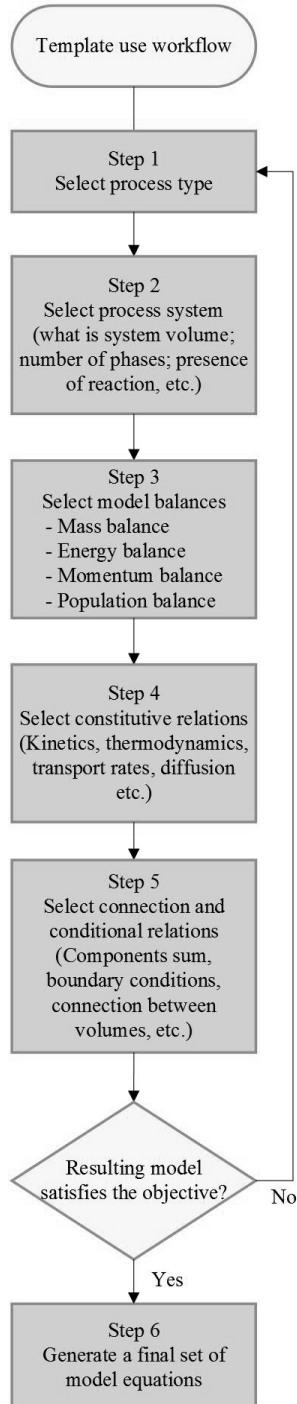 Template use workflow
Step 1
Select process type
Step 2
Select process system
(what is system volume;
number of phases; presence
of reaction, etc.)
Step 3
Select model balances
- Mass balance
- Energy balance
- Momentum balance
- Population balance
Step 4
Select constitutive relations
(Kinetics, thermodynamics,
transport rates, diffusion
etc.)
Step 5
Select connection and
conditional relations
(Components sum,
boundary conditions,
connection between
volumes, etc.)
Resulting model
satisfies the objective?
No
Yes
Step 6
Generate a final set of
model equations